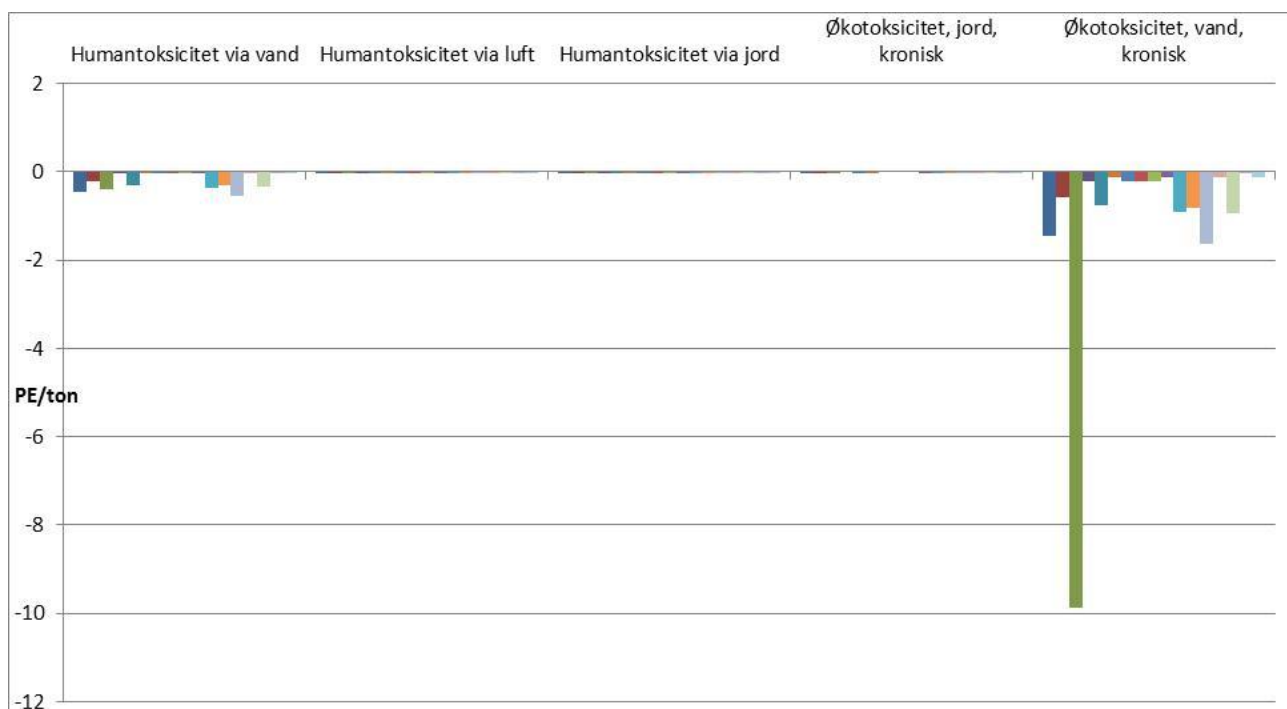 Humantoksicitet via vand
Humantoksicitet via luft
Humantoksicitet via jord
Økotoksicitet, jord,
kronisk
Økotoksicitet, vand,
kronisk
2
0
-2
-4
PE/ton
-6
-8
-10
-12